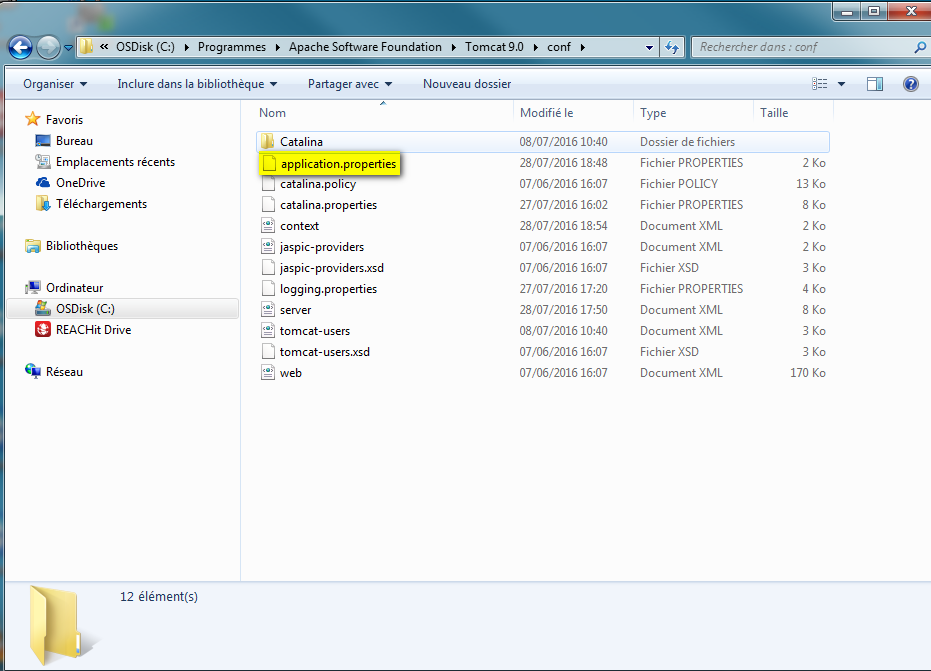 « OSDisk (C:) ▸ Programmes ▸ Apache Software Foundation ▸ Tomcat 9.0 ▸ conf ▸ Rechercher dans : conf
Organiser Inclure dans la bibliothèque Partager avec Nouveau dossier
Nom Modifié le Type Taille
Favoris
Bureau
Emplacements récents
OneDrive
Téléchargements
Bibliothèques
Ordinateur
OSDisk (C:)
REACHit Drive
Réseau
Catalina 08/07/2016 10:40 Dossier de fichiers
application.properties 28/07/2016 18:48 Fichier PROPERTIES 2 Ko
catalina.policy 07/06/2016 16:07 Fichier POLICY 13 Ko
catalina.properties 27/07/2016 16:02 Fichier PROPERTIES 8 Ko
context 28/07/2016 18:54 Document XML 2 Ko
jaspic-providers 07/06/2016 16:07 Document XML 2 Ko
jaspic-providers.xsd 07/06/2016 16:07 Fichier XSD 3 Ko
logging.properties 27/07/2016 17:20 Fichier PROPERTIES 4 Ko
server 28/07/2016 17:50 Document XML 8 Ko
tomcat-users 08/07/2016 10:40 Document XML 3 Ko
tomcat-users.xsd 07/06/2016 16:07 Fichier XSD 3 Ko
web 07/06/2016 16:07 Document XML 170 Ko
12 élément(s)